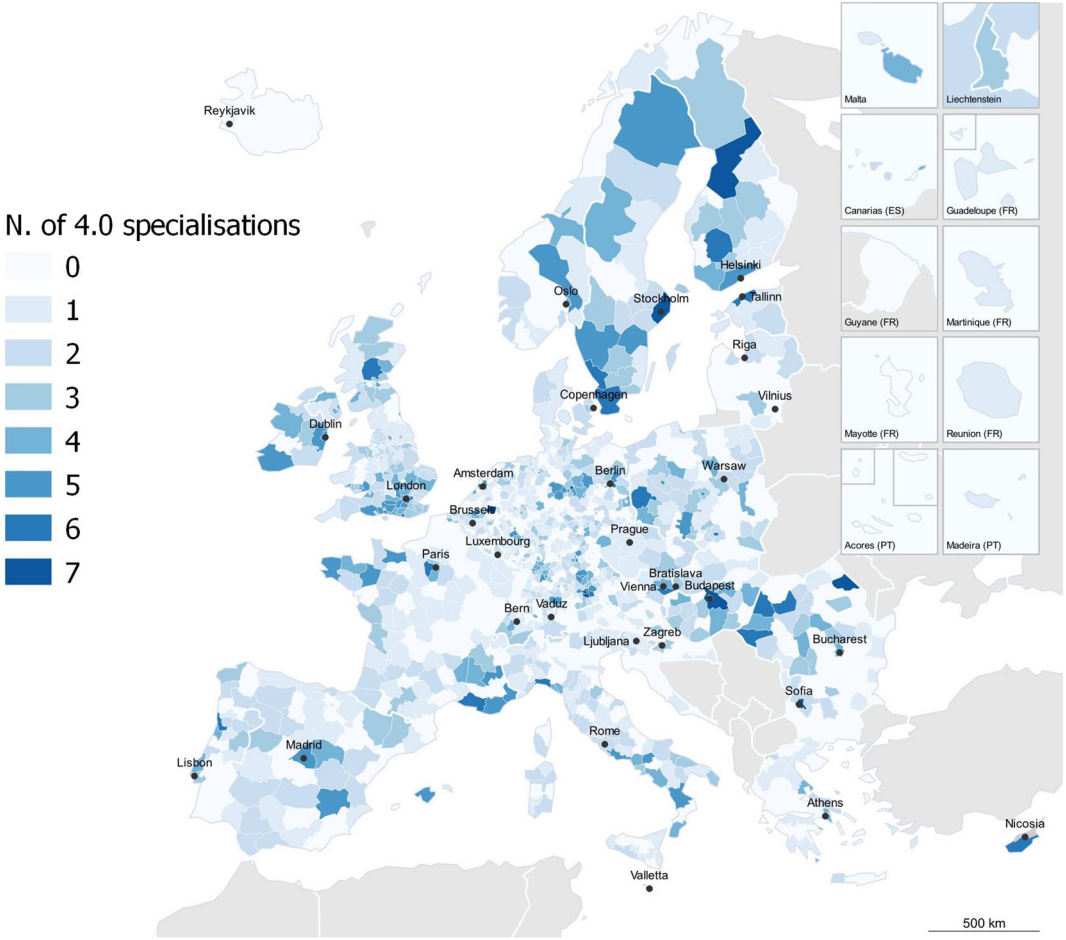 N. of 4.0 specialisations
0
1
2
3
4
5
6
7
Reykjavik
Oslo
Stockholm
Helsinki
Tallinn
Riga
Vilnius
Copenhagen
Dublin
London
Amsterdam
Berlin
Warsaw
Brussels
Luxembourg
Prague
Paris
Bratislava
Vienna
Budapest
Bern
Vaduz
Ljubljana
Zagreb
Bucharest
Sofia
Rome
Madrid
Lisbon
Athens
Nicosia
Valletta
Malta
Liechtenstein
Canarias (ES)
Guadeloupe (FR)
Guyane (FR)
Martinique (FR)
Mayotte (FR)
Reunion (FR)
Acores (PT)
Madeira (PT)
500 km